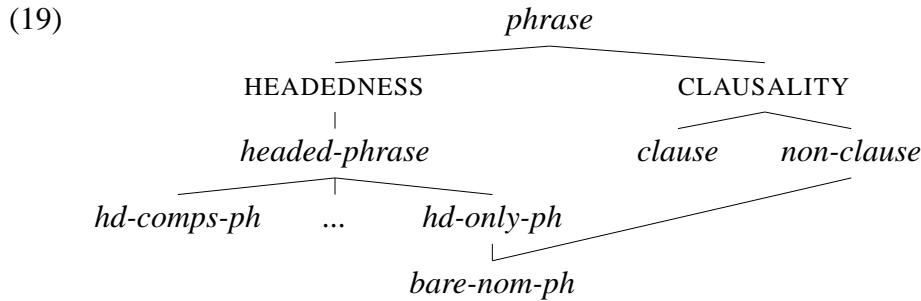 (19) phrase
HEADEDNESS CLAUSALITY
headed-phrase clause non-clause
hd-comps-ph ... hd-only-ph
bare-nom-ph